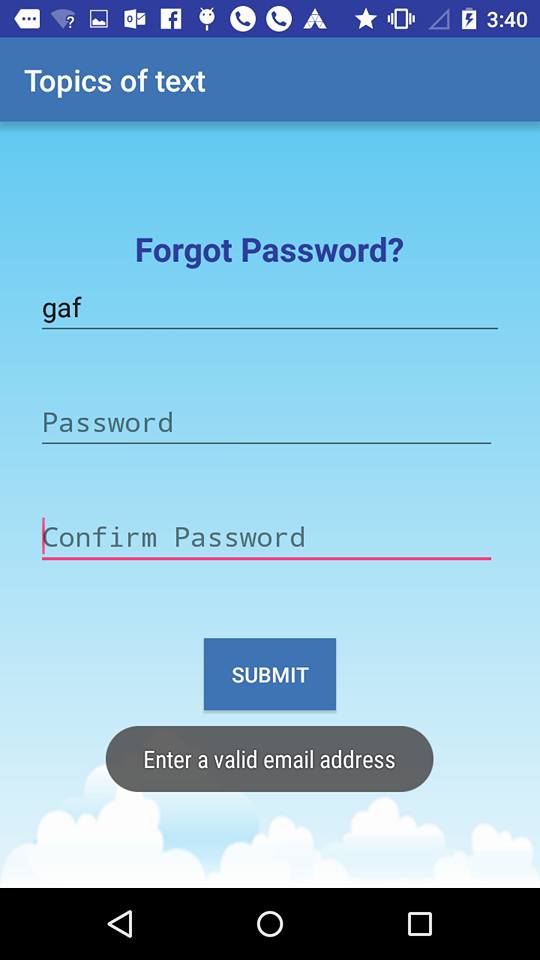 3:40
Topics of text
Forgot Password?
gaf
Password
Confirm Password
SUBMIT
Enter a valid email address